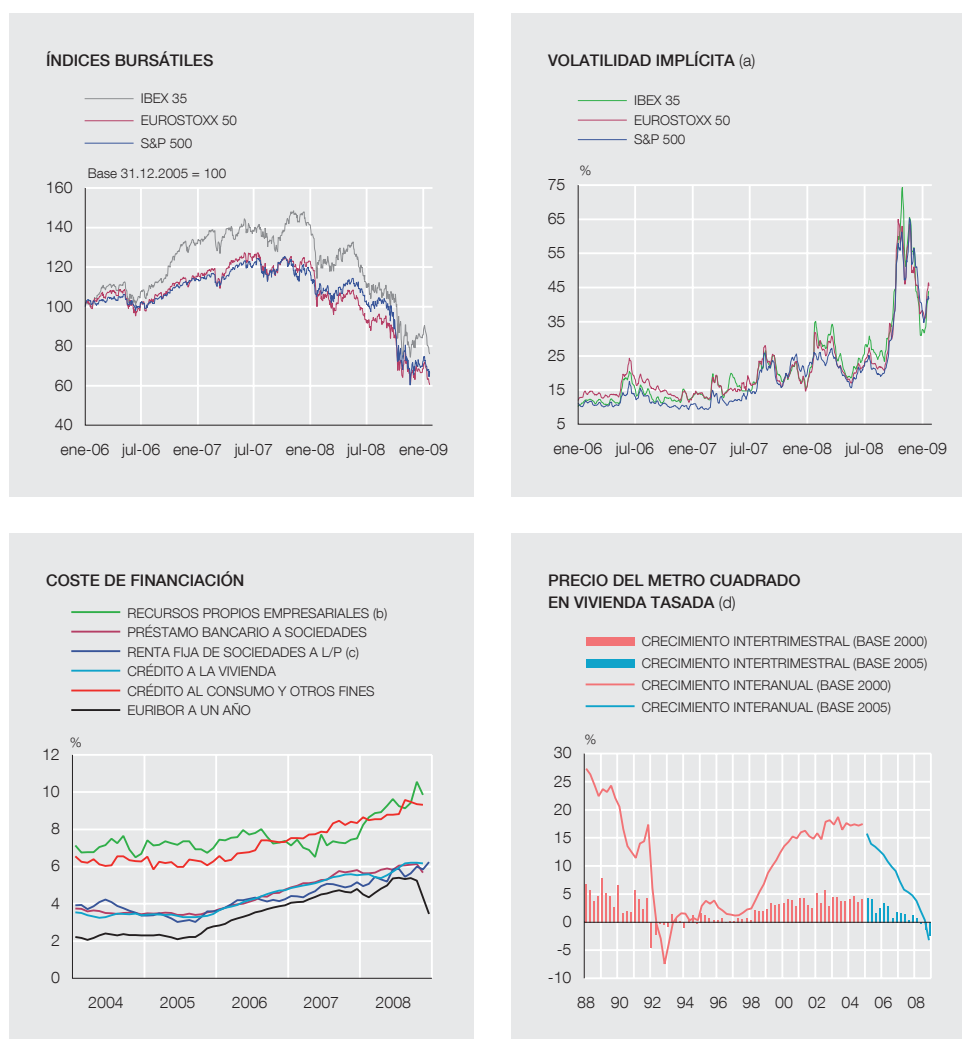 ÍNDICES BURSÁTILES
IBEX 35
EUROSTOXX 50
S&P 500
Base 31.12.2005 = 100
160
140
120
100
80
60
40
ene-06 jul-06 ene-07 jul-07 ene-08 jul-08 ene-09
VOLATILIDAD IMPLÍCITA (a)
IBEX 35
EUROSTOXX 50
S&P 500
%
75
65
55
45
35
25
15
5
ene-06 jul-06 ene-07 jul-07 ene-08 jul-08 ene-09
COSTE DE FINANCIACIÓN
RECURSOS PROPIOS EMPRESARIALES (b)
PRÉSTAMO BANCARIO A SOCIEDADES
RENTA FIJA DE SOCIEDADES A L/P (c)
CRÉDITO A LA VIVIENDA
CRÉDITO AL CONSUMO Y OTROS FINES
EURIBOR A UN AÑO
%
12
10
8
6
4
2
0
2004 2005 2006 2007 2008
PRECIO DEL METRO CUADRADO
EN VIVIENDA TASADA (d)
CRECIMIENTO INTERTRIMESTRAL (BASE 2000)
CRECIMIENTO INTERTRIMESTRAL (BASE 2005)
CRECIMIENTO INTERANUAL (BASE 2000)
CRECIMIENTO INTERANUAL (BASE 2005)
%
30
25
20
15
10
5
0
-5
-10
88 90 92 94 96 98 00 02 04 06 08